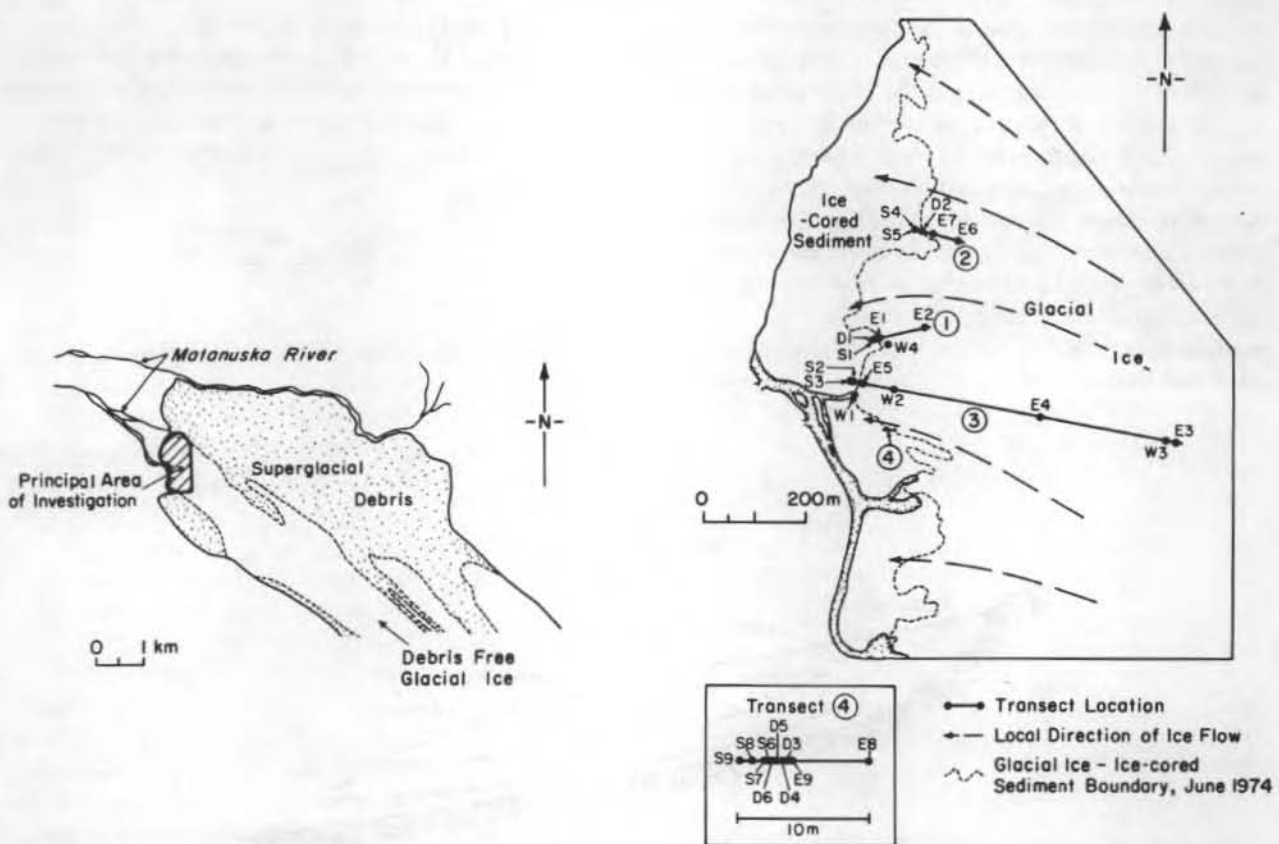 Matanuska River
-N-
Principal Area
of Investigation
Superglacial
Debris
0 1 km
Debris Free
Glacial Ice
-N-
Ice
-Cored
Sediment
S4
D2
E7
S5
E6
②
Glacial
Ice
E1
E2
①
D1
S1
W4
S2
E5
S3
W1
W2
③
E4
E3
W3
④
0 200m
Transect ④
D5
S8 S6 D3 E8
S9
S7 E9
D6 D4
10m
Transect Location
Local Direction of Ice Flow
Glacial Ice – Ice-cored
Sediment Boundary, June 1974